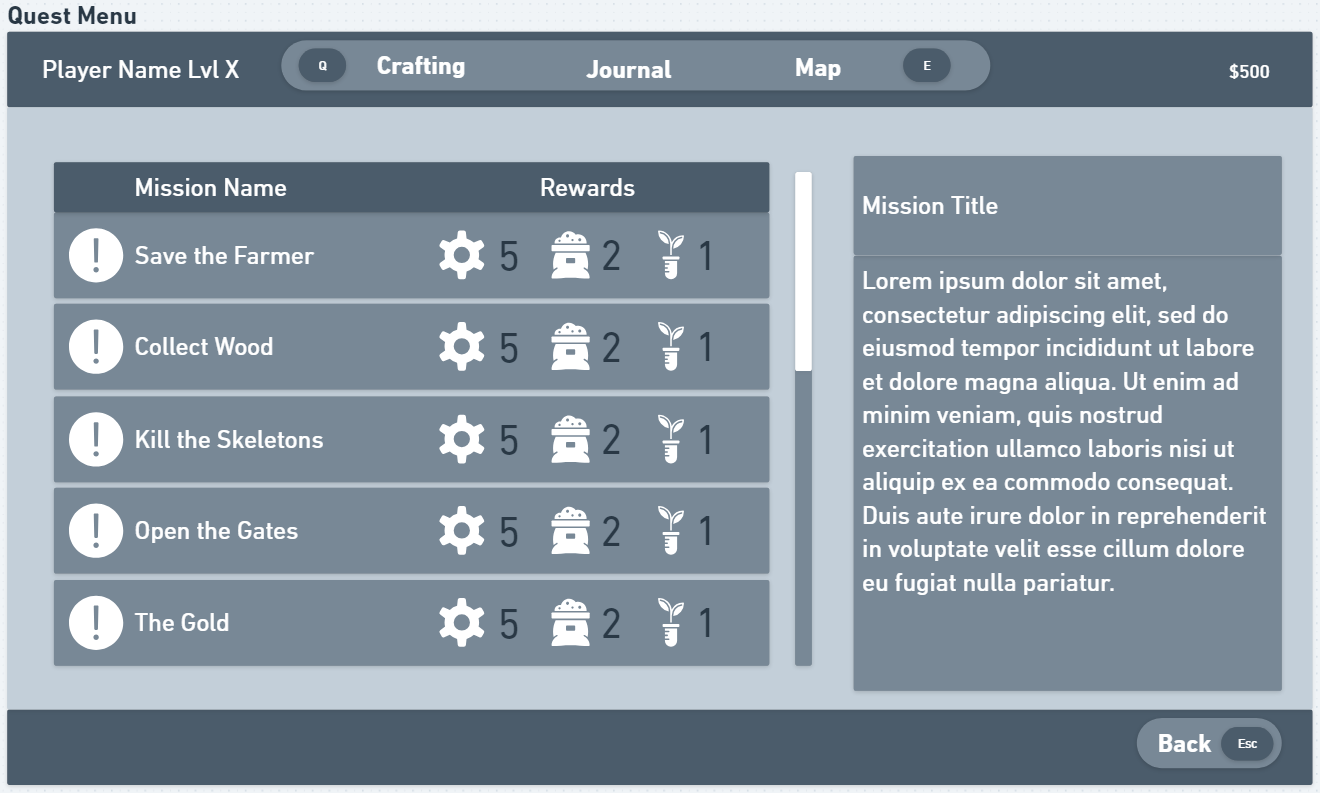 Quest Menu
Player Name Lvl X
Q
Crafting
Journal
Map
E
$500
Mission Name
Rewards
! Save the Farmer 5 2 1
! Collect Wood 5 2 1
! Kill the Skeletons 5 2 1
! Open the Gates 5 2 1
! The Gold 5 2 1
Mission Title
Lorem ipsum dolor sit amet,
consectetur adipiscing elit, sed do
eiusmod tempor incididunt ut labore
et dolore magna aliqua. Ut enim ad
minim veniam, quis nostrud
exercitation ullamco laboris nisi ut
aliquip ex ea commodo consequat.
Duis aute irure dolor in reprehenderit
in voluptate velit esse cillum dolore
eu fugiat nulla pariatur.
Back Esc